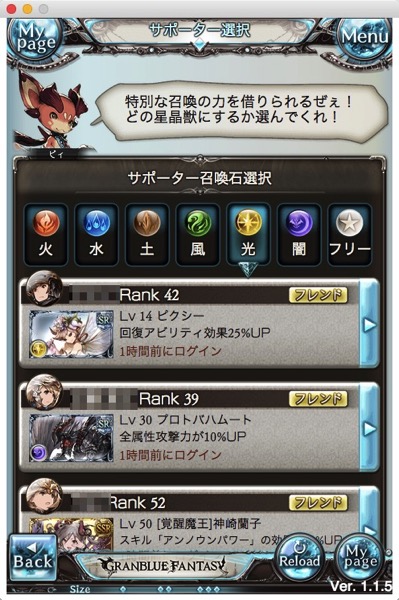 My page
サポーター選択
Menu
特別な召喚の力を借りられるぜぇ！
どの星晶獣にするか選んでくれ！
ビィ
サポーター召喚石選択
火 水 土 風 光 闇 フリー
Rank 42 フレンド
SR
Lv 14 ピクシー
回復アビリティ効果25%UP
1時間前にログイン
Rank 39 フレンド
SSR
Lv 30 プロトバハムート
全属性攻撃力が10%UP
1時間前にログイン
Rank 52 フレンド
SSR
Lv 50 [覚醒魔王]神崎蘭子
スキル「アンノウンパワー」の効
UP
Back
GRANBLUE FANTASY
Reload
My page
Size
Ver. 1.1.5